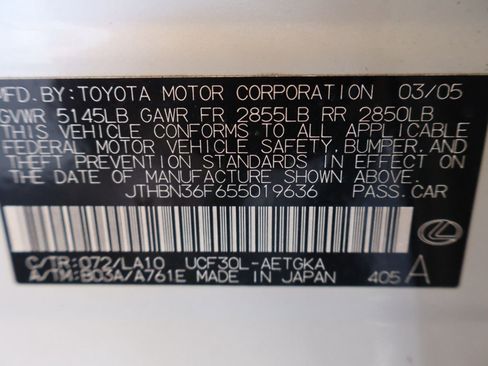 MFD.BY:TOYOTA MOTOR CORPORATION 03/05
GVWR 5145LB GAWR FR 2855LB RR 2850LB
THIS VEHICLE CONFORMS TO ALL APPLICABLE
FEDERAL MOTOR VEHICLE SAFETY, BUMPER, AND
THEFT PREVENTION STANDARDS IN EFFECT ON
THE DATE OF MANUFACTURE SHOWN ABOVE.
JTHBN36F655019636 PASS.CAR
C/TR:072/LA10 UCF30L-AETGKA
A/TM:B03A/A761E MADE IN JAPAN 405 A